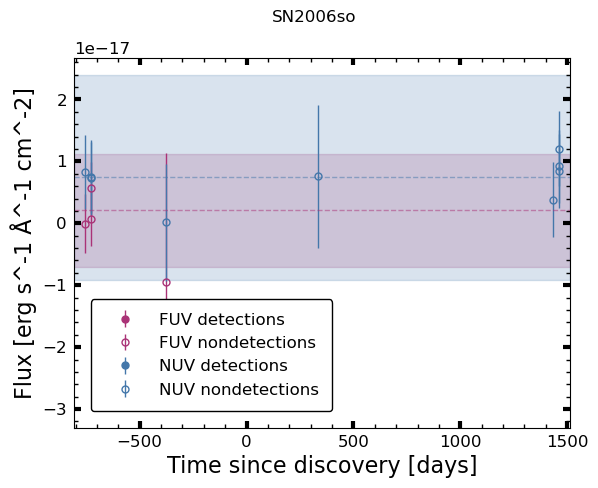 SN2006so
1e−17
2
1
0
−1
−2
−3
Flux [erg s^-1 Å^-1 cm^-2]
FUV detections
FUV nondetections
NUV detections
NUV nondetections
−500 0 500 1000 1500
Time since discovery [days]